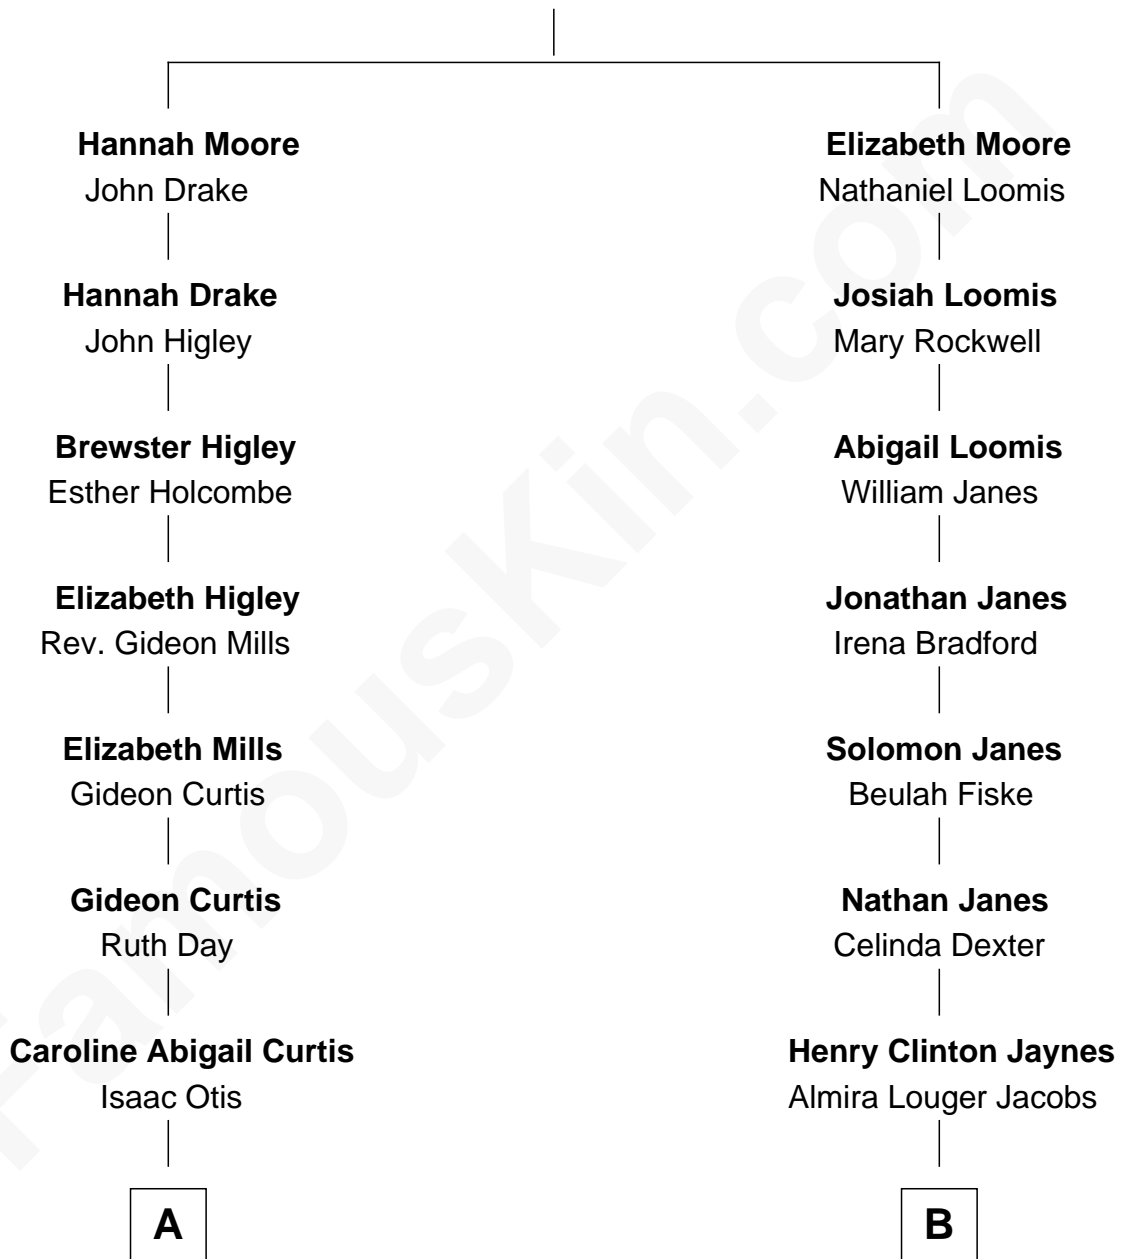 Hannah Moore
John Drake
Hannah Drake
John Higley
Brewster Higley
Esther Holcombe
Elizabeth Higley
Rev. Gideon Mills
Elizabeth Mills
Gideon Curtis
Gideon Curtis
Ruth Day
Caroline Abigail Curtis
Isaac Otis
A
Elizabeth Moore
Nathaniel Loomis
Josiah Loomis
Mary Rockwell
Abigail Loomis
William Janes
Jonathan Janes
Irena Bradford
Solomon Janes
Beulah Fiske
Nathan Janes
Celinda Dexter
Henry Clinton Jaynes
Almira Louger Jacobs
B
FamousKin.com